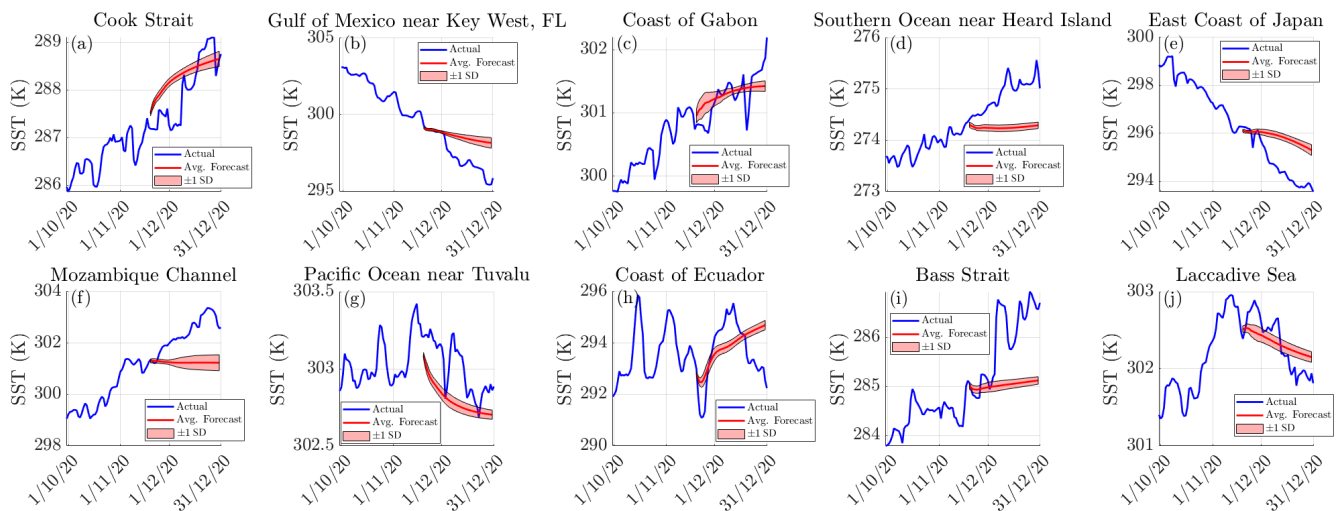 Cook Strait
(a)
SST (K)
289
288
287
286
Actual
Avg. Forecast
±1 SD
1/10/20
1/11/20
1/12/20
31/12/20
Gulf of Mexico near Key West, FL
(b)
SST (K)
305
300
295
Actual
Avg. Forecast
±1 SD
1/10/20
1/11/20
1/12/20
31/12/20
Coast of Gabon
(c)
SST (K)
302
301
300
Actual
Avg. Forecast
±1 SD
1/10/20
1/11/20
1/12/20
31/12/20
Southern Ocean near Heard Island
(d)
SST (K)
276
275
274
273
Actual
Avg. Forecast
±1 SD
1/10/20
1/11/20
1/12/20
31/12/20
East Coast of Japan
(e)
SST (K)
300
298
296
294
Actual
Avg. Forecast
±1 SD
1/10/20
1/11/20
1/12/20
31/12/20
Mozambique Channel
(f)
SST (K)
304
302
300
298
Actual
Avg. Forecast
±1 SD
1/10/20
1/11/20
1/12/20
31/12/20
Pacific Ocean near Tuvalu
(g)
SST (K)
303.5
303
302.5
Actual
Avg. Forecast
±1 SD
1/10/20
1/11/20
1/12/20
31/12/20
Coast of Ecuador
(h)
SST (K)
296
294
292
290
Actual
Avg. Forecast
±1 SD
1/10/20
1/11/20
1/12/20
31/12/20
Bass Strait
(i)
SST (K)
286
285
284
Actual
Avg. Forecast
±1 SD
1/10/20
1/11/20
1/12/20
31/12/20
Laccadive Sea
(j)
SST (K)
303
302
301
Actual
Avg. Forecast
±1 SD
1/10/20
1/11/20
1/12/20
31/12/20